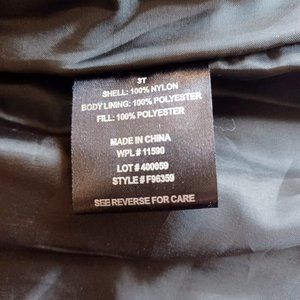 3T
SHELL: 100% NYLON
BODY LINING: 100% POLYESTER
FILL: 100% POLYESTER
MADE IN CHINA
WPL # 11590
LOT # 400059
STYLE # F96359
SEE REVERSE FOR CARE